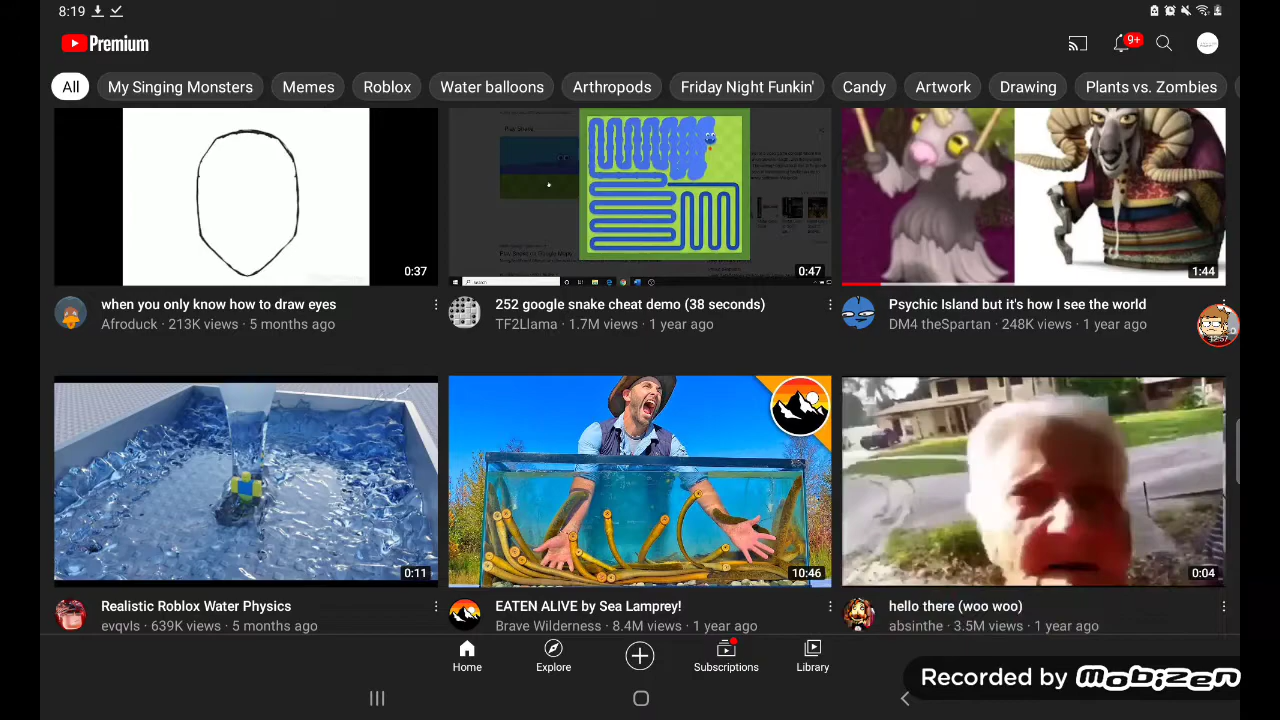 8:19
Premium
9+
All
My Singing Monsters
Memes
Roblox
Water balloons
Arthropods
Friday Night Funkin'
Candy
Artwork
Drawing
Plants vs. Zombies
0:37
0:47
1:44
when you only know how to draw eyes
Afroduck · 213K views · 5 months ago
252 google snake cheat demo (38 seconds)
TF2Llama · 1.7M views · 1 year ago
Psychic Island but it's how I see the world
DM4 theSpartan · 248K views · 1 year ago
12:57
0:11
10:46
0:04
Realistic Roblox Water Physics
evqvls · 639K views · 5 months ago
EATEN ALIVE by Sea Lamprey!
Brave Wilderness · 8.4M views · 1 year ago
hello there (woo woo)
absinthe · 3.5M views · 1 year ago
Home
Explore
Subscriptions
Library
Recorded by mobizen